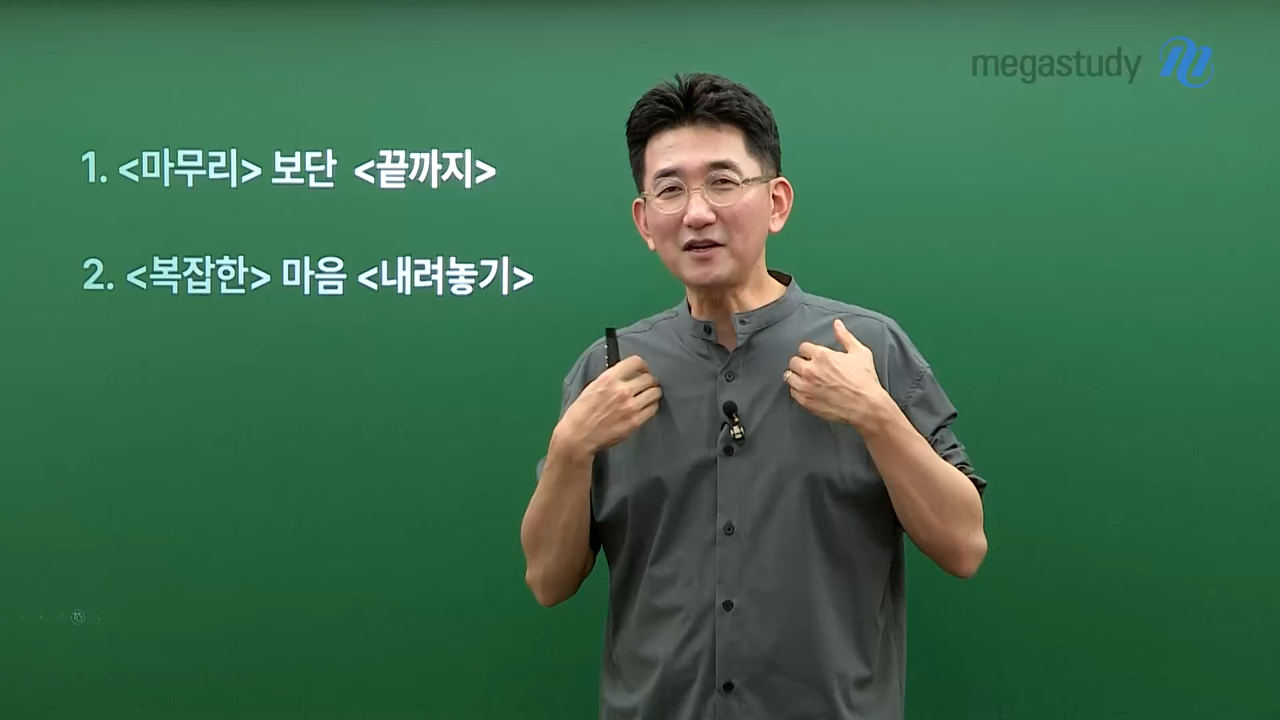 megastudy
1. <마무리> 보단 <끝까지>
2. <복잡한> 마음 <내려놓기>